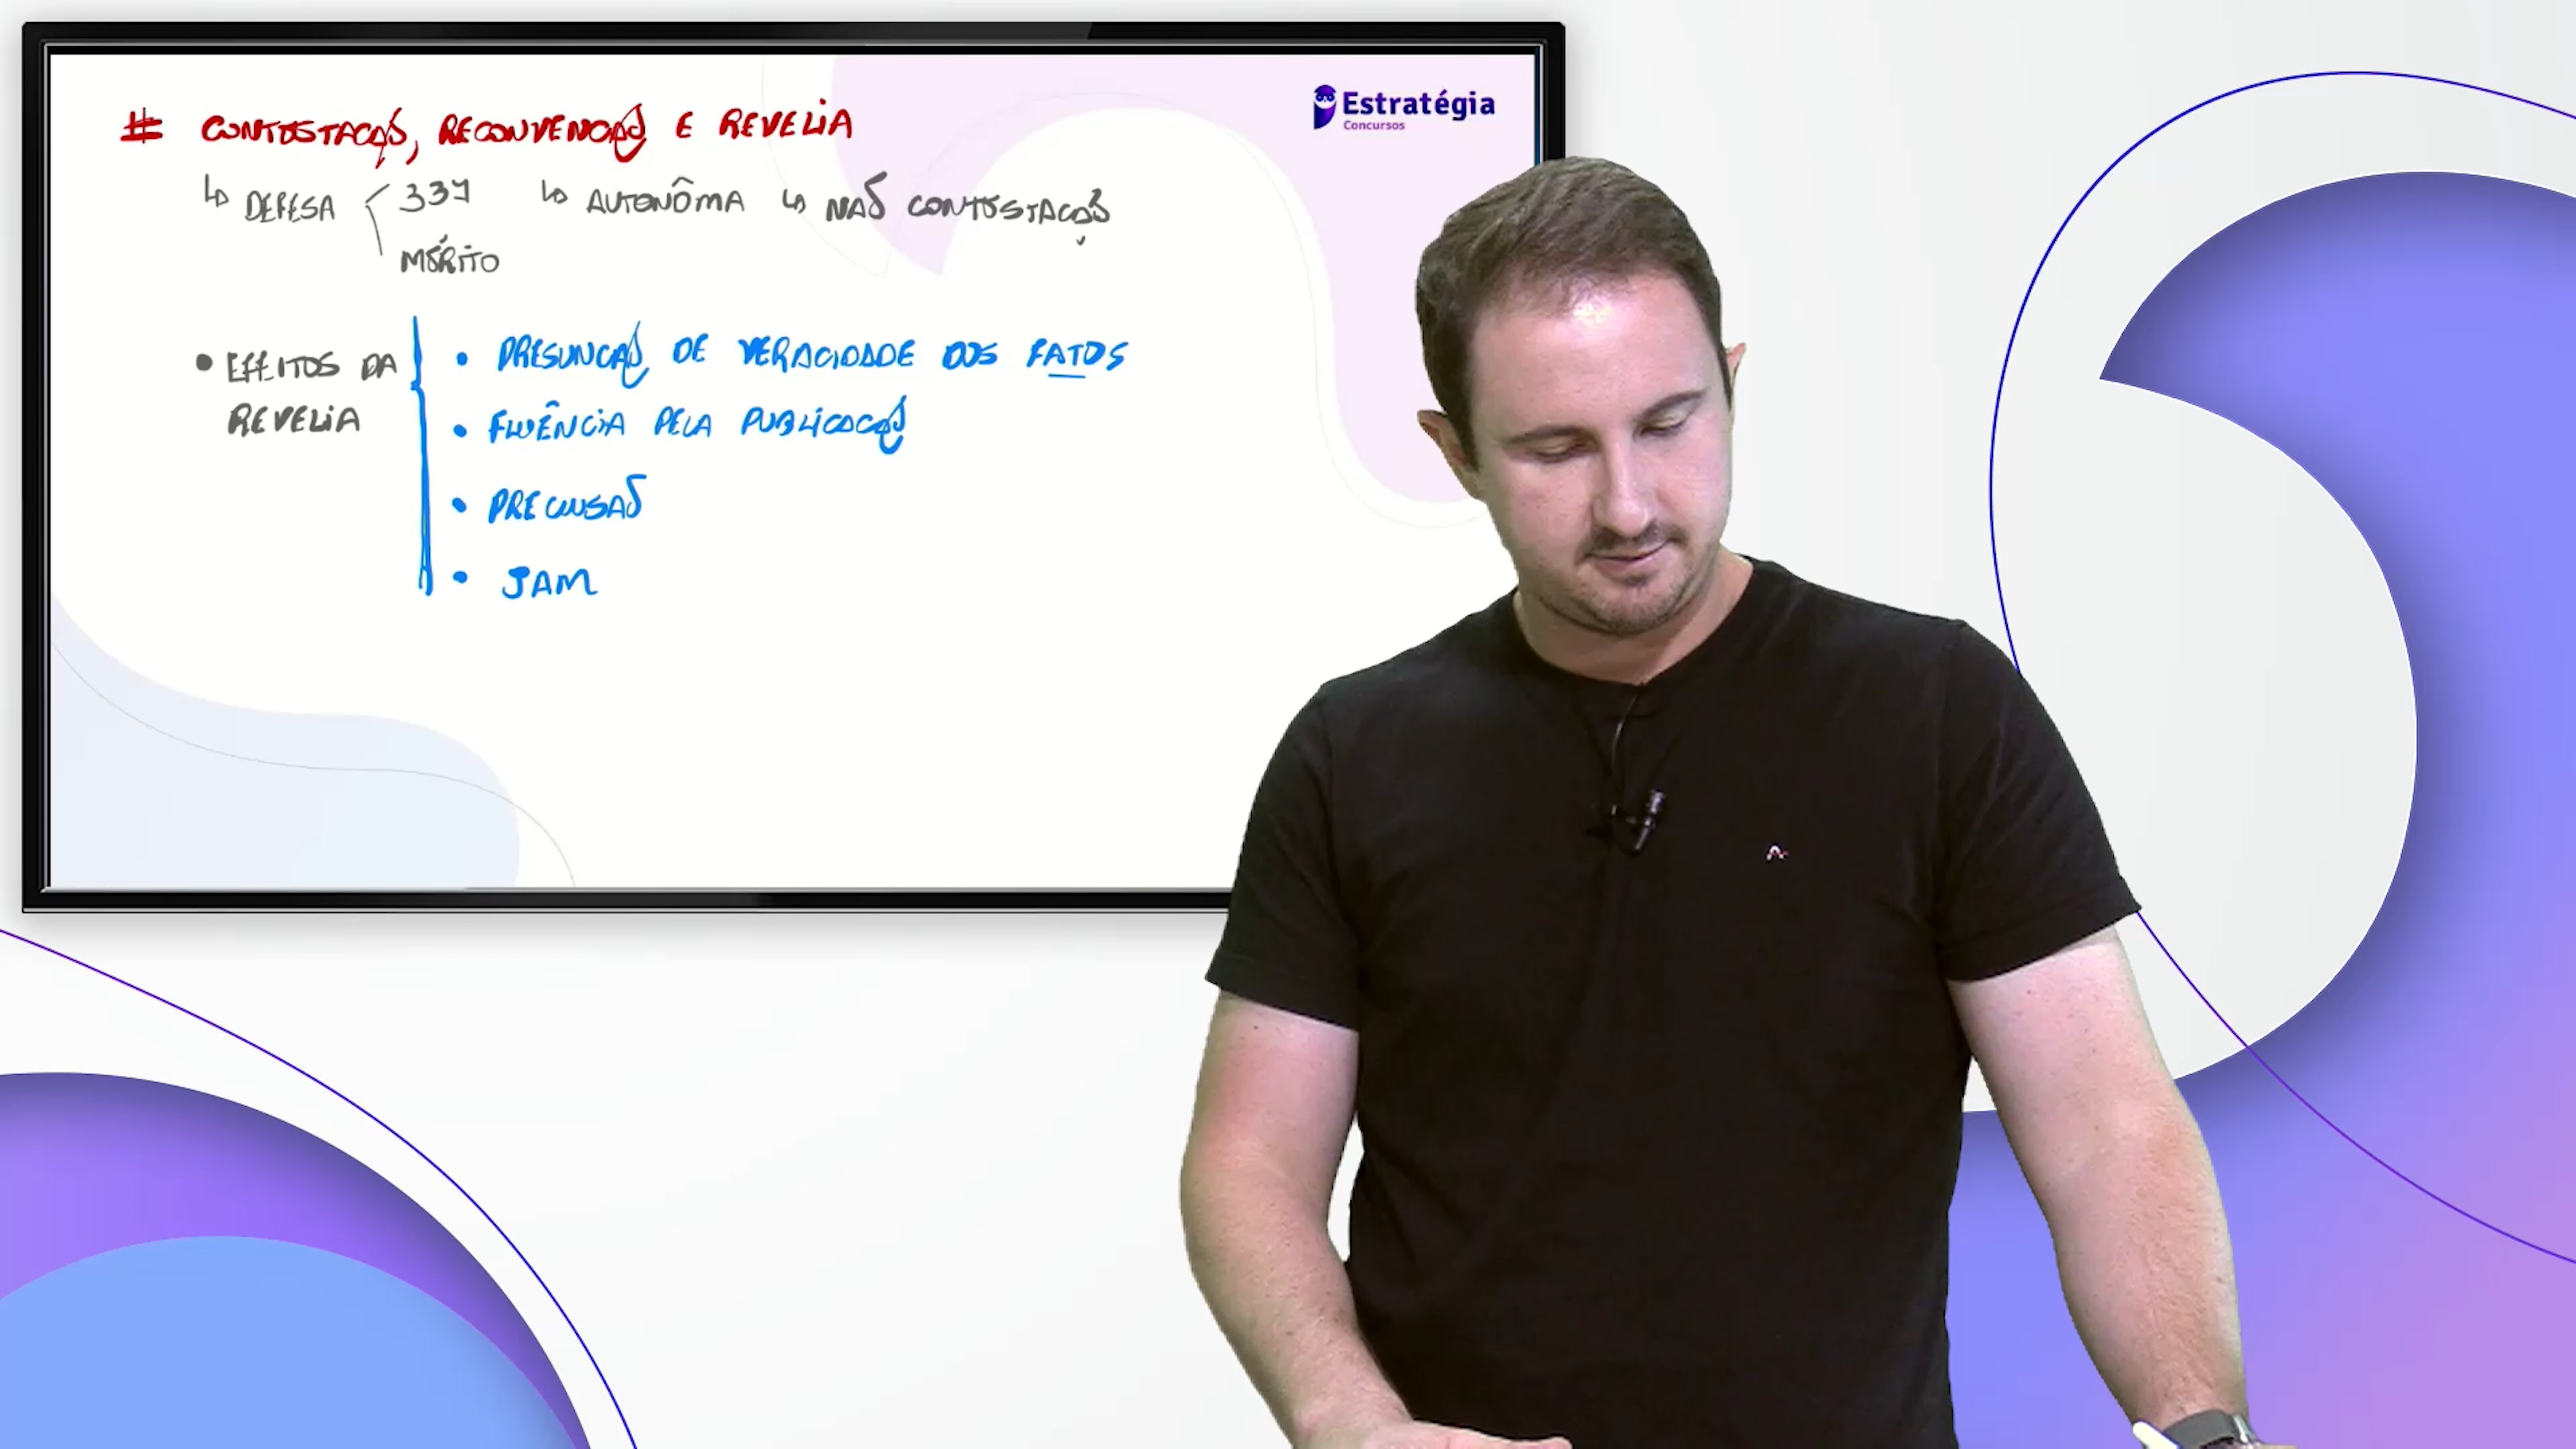 Estratégia
Concursos
# CONTESTAÇÃO, RECONVENÇÃO E REVELIA
↳ DEFESA 337 ↳ AUTONÔMA ↳ NÃO CONTESTAÇÃO
MÉRITO
• EFEITOS DA
REVELIA
• PRESUNÇÃO DE VERACIDADE DOS FATOS
• FLUÊNCIA PELA PUBLICAÇÃO
• PRECLUSÃO
• JAM